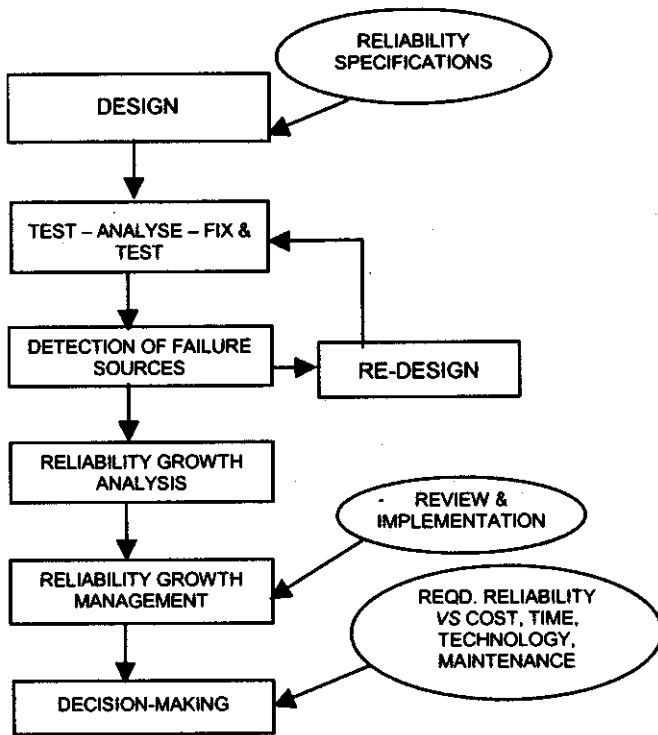 RELIABILITY
SPECIFICATIONS
DESIGN
TEST – ANALYSE – FIX &
TEST
DETECTION OF FAILURE
SOURCES
RE-DESIGN
RELIABILITY GROWTH
ANALYSIS
REVIEW &
IMPLEMENTATION
RELIABILITY GROWTH
MANAGEMENT
REQD. RELIABILITY
VS COST, TIME,
TECHNOLOGY,
MAINTENANCE
DECISION-MAKING